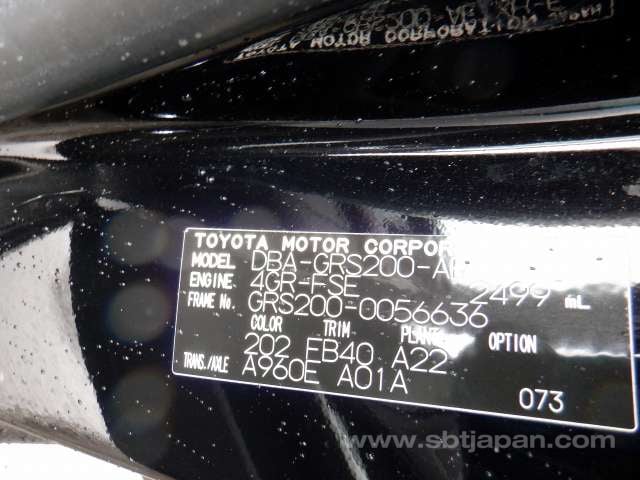 TOYOTA MOTOR CORPOR
MODEL DBA-GRS200-A
ENGINE 4GR-FSE 2499 mL
FRAME No. GRS200-0056636
COLOR TRIM PLANT OPTION
202 EB40 A22
TRANS./AXLE A960E A01A
073
www.sbtjapan.com